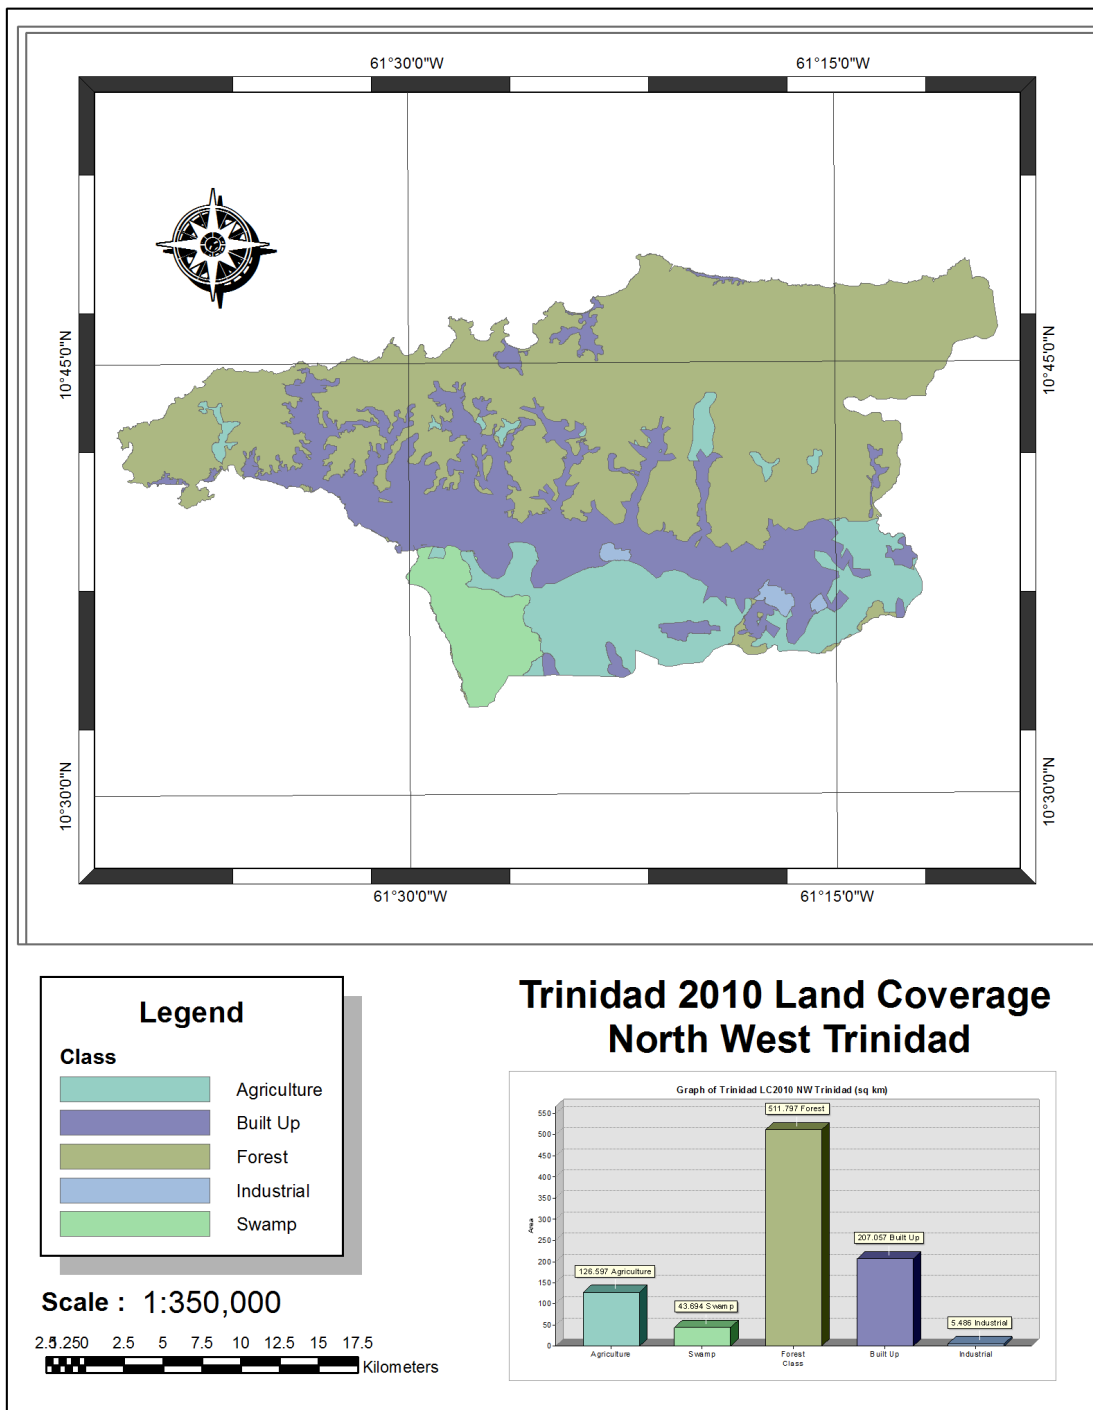 61°30'0"W 61°15'0"W
10°45'0"N 10°45'0"N
10°30'0"N 10°30'0"N
61°30'0"W 61°15'0"W
Legend
Class
Agriculture
Built Up
Forest
Industrial
Swamp
Scale : 1:350,000
2.5 1.25 0 2.5 5 7.5 10 12.5 15 17.5
Kilometers
Trinidad 2010 Land Coverage
North West Trinidad
Graph of Trinidad LC2010 NW Trinidad (sq km)
550
500
450
400
350
300
250
200
150
100
50
0
Area
126.597 Agriculture
43.694 Swamp
511.797 Forest
207.057 Built Up
5.486 Industrial
Agriculture Swamp Forest Built Up Industrial
Class